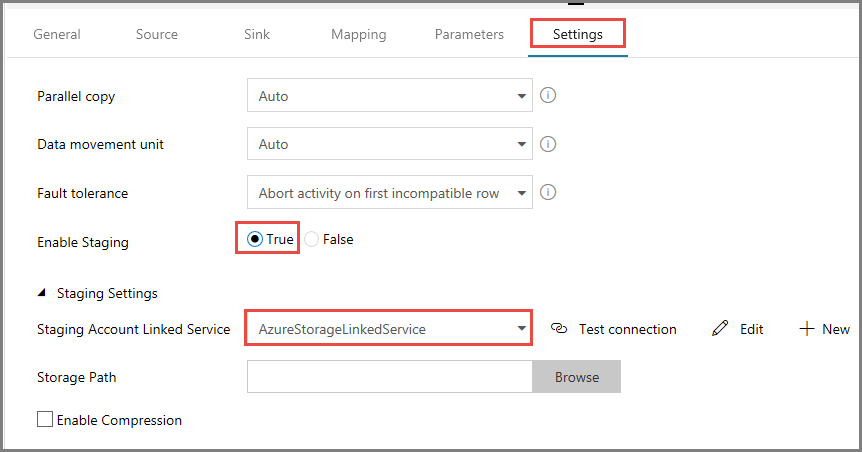 General Source Sink Mapping Parameters Settings
Parallel copy Auto
Data movement unit Auto
Fault tolerance Abort activity on first incompatible row
Enable Staging True False
Staging Settings
Staging Account Linked Service AzureStorageLinkedService Test connection Edit New
Storage Path Browse
Enable Compression